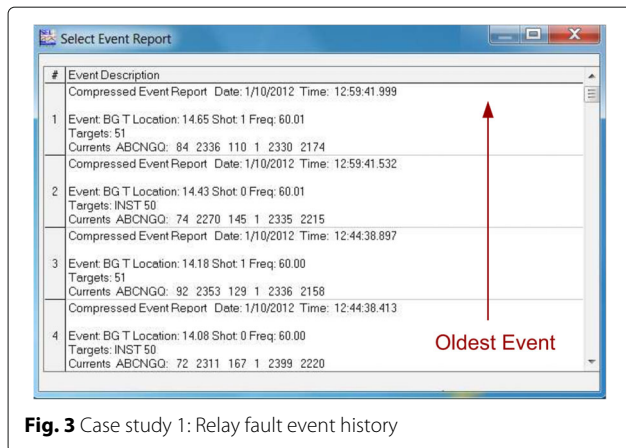 Select Event Report
# Event Description
Compressed Event Report Date: 1/10/2012 Time: 12:59:41.999
1 Event: BG T Location: 14.65 Shot: 1 Freq: 60.01
Targets: 51
Currents ABCNGQ: 84 2336 110 1 2330 2174
Compressed Event Report Date: 1/10/2012 Time: 12:59:41.532
2 Event: BG T Location: 14.43 Shot: 0 Freq: 60.01
Targets: INST 50
Currents ABCNGQ: 74 2270 145 1 2335 2215
Compressed Event Report Date: 1/10/2012 Time: 12:44:38.897
3 Event: BG T Location: 14.18 Shot: 1 Freq: 60.00
Targets: 51
Currents ABCNGQ: 92 2353 129 1 2336 2158
Compressed Event Report Date: 1/10/2012 Time: 12:44:38.413
4 Event: BG T Location: 14.08 Shot: 0 Freq: 60.00
Targets: INST 50
Currents ABCNGQ: 72 2311 167 1 2399 2220
Oldest Event
Fig. 3 Case study 1: Relay fault event history